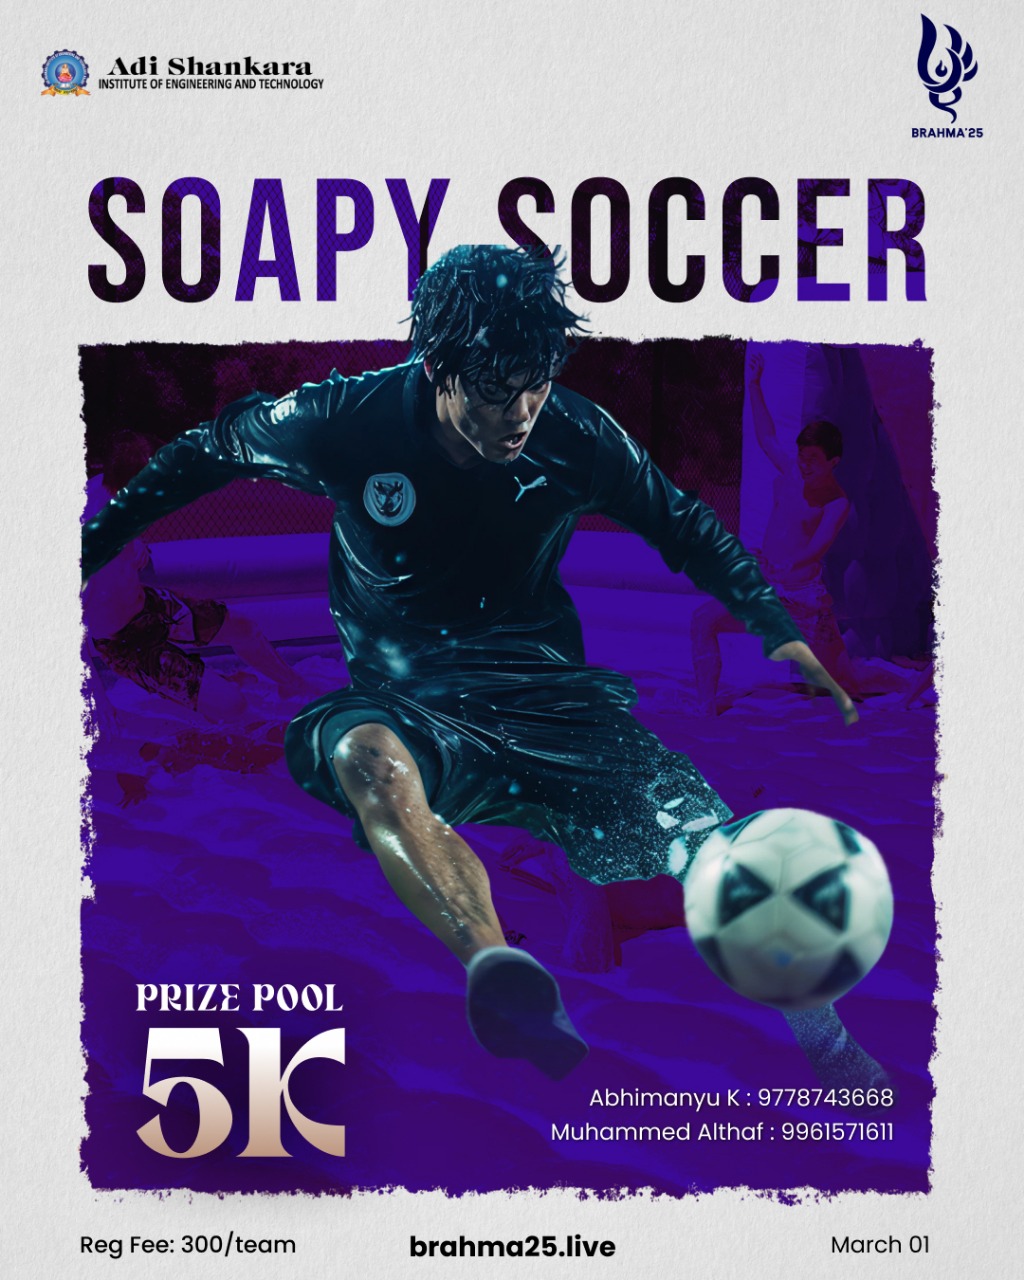 Adi Shankara
INSTITUTE OF ENGINEERING AND TECHNOLOGY
BRAHMA'25
SOAPY SOCCER
PRIZE POOL
5K
Abhimanyu K : 9778743668
Muhammed Althaf : 9961571611
Reg Fee: 300/team
brahma25.live
March 01